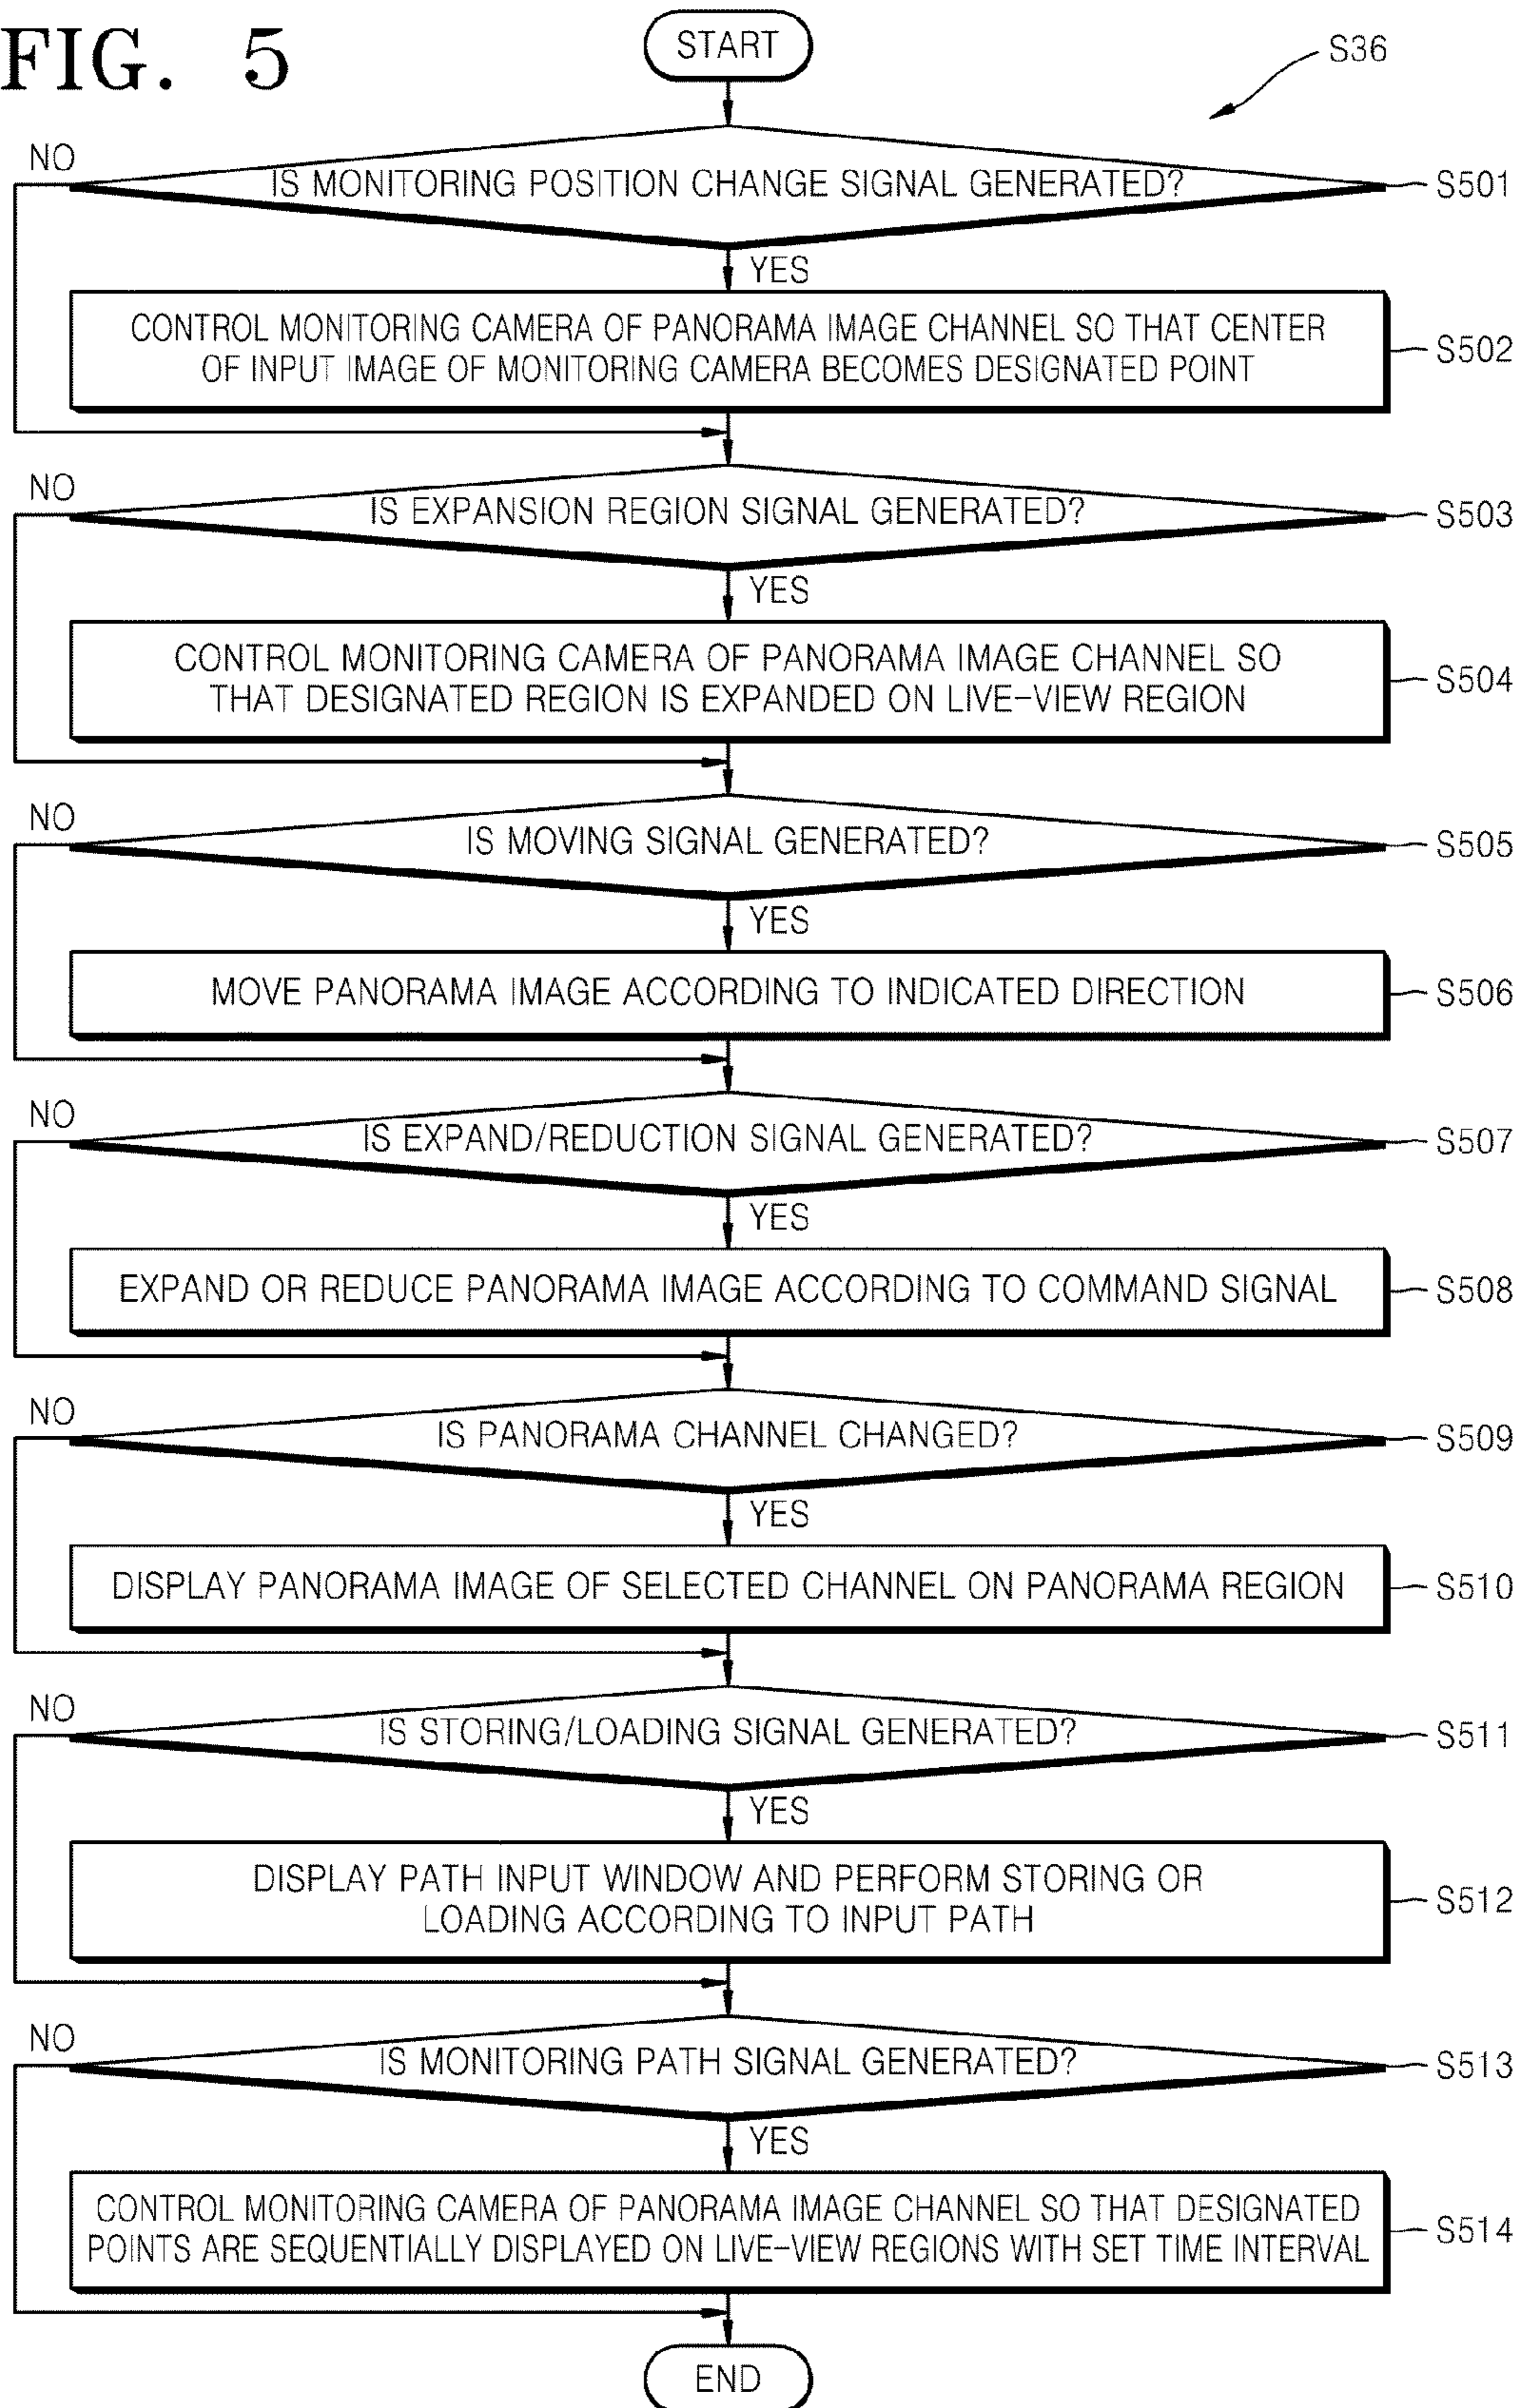 FIG. 5
START
S36
NO
IS MONITORING POSITION CHANGE SIGNAL GENERATED?
S501
YES
CONTROL MONITORING CAMERA OF PANORAMA IMAGE CHANNEL SO THAT CENTER
OF INPUT IMAGE OF MONITORING CAMERA BECOMES DESIGNATED POINT
S502
NO
IS EXPANSION REGION SIGNAL GENERATED?
S503
YES
CONTROL MONITORING CAMERA OF PANORAMA IMAGE CHANNEL SO
THAT DESIGNATED REGION IS EXPANDED ON LIVE-VIEW REGION
S504
NO
IS MOVING SIGNAL GENERATED?
S505
YES
MOVE PANORAMA IMAGE ACCORDING TO INDICATED DIRECTION
S506
NO
IS EXPAND/REDUCTION SIGNAL GENERATED?
S507
YES
EXPAND OR REDUCE PANORAMA IMAGE ACCORDING TO COMMAND SIGNAL
S508
NO
IS PANORAMA CHANNEL CHANGED?
S509
YES
DISPLAY PANORAMA IMAGE OF SELECTED CHANNEL ON PANORAMA REGION
S510
NO
IS STORING/LOADING SIGNAL GENERATED?
S511
YES
DISPLAY PATH INPUT WINDOW AND PERFORM STORING OR
LOADING ACCORDING TO INPUT PATH
S512
NO
IS MONITORING PATH SIGNAL GENERATED?
S513
YES
CONTROL MONITORING CAMERA OF PANORAMA IMAGE CHANNEL SO THAT DESIGNATED
POINTS ARE SEQUENTIALLY DISPLAYED ON LIVE-VIEW REGIONS WITH SET TIME INTERVAL
S514
END